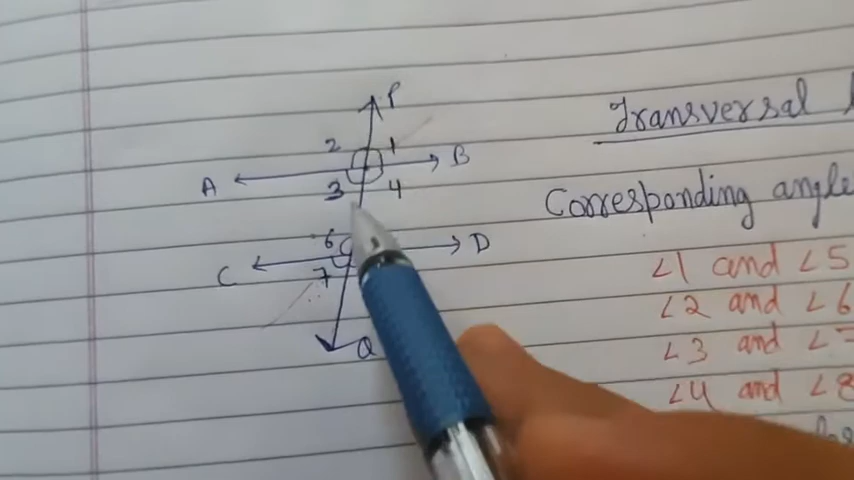 P
2 1
A B
3 4
6 D
C 7
Q
Transversal
Corresponding angle
∠1 and ∠5
∠2 and ∠6
∠3 and ∠7
∠4 and ∠8